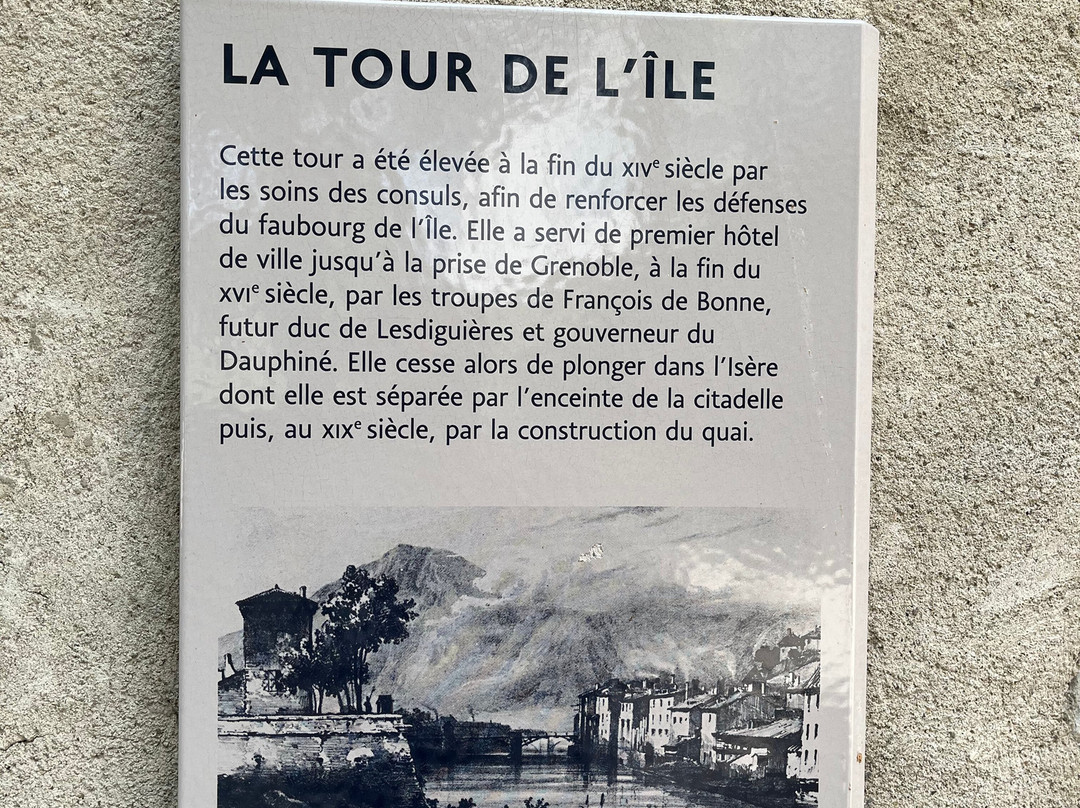 LA TOUR DE L'ÎLE
Cette tour a été élevée à la fin du XIVe siècle par
les soins des consuls, afin de renforcer les défenses
du faubourg de l'Île. Elle a servi de premier hôtel
de ville jusqu'à la prise de Grenoble, à la fin du
XVIe siècle, par les troupes de François de Bonne,
futur duc de Lesdiguières et gouverneur du
Dauphiné. Elle cesse alors de plonger dans l'Isère
dont elle est séparée par l'enceinte de la citadelle
puis, au XIXe siècle, par la construction du quai.